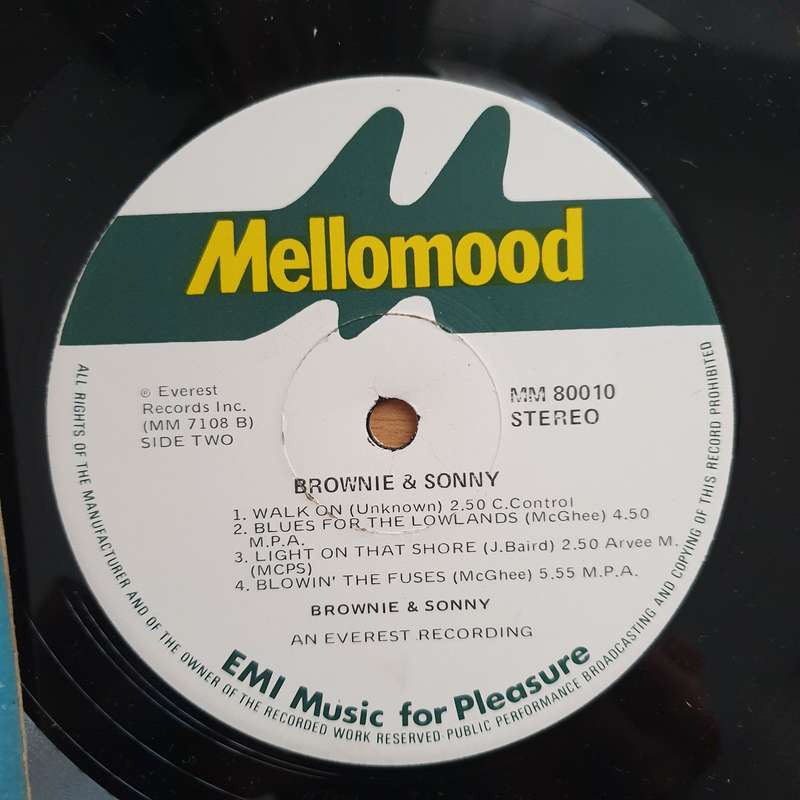 Mellomood
℗ Everest
Records Inc.
(MM 7108 B)
SIDE TWO
MM 80010
STEREO
BROWNIE & SONNY
1. WALK ON (Unknown) 2.50 C.Control
2. BLUES FOR THE LOWLANDS (McGhee) 4.50
M.P.A.
3. LIGHT ON THAT SHORE (J.Baird) 2.50 Arvee M.
(MCPS)
4. BLOWIN' THE FUSES (McGhee) 5.55 M.P.A.
BROWNIE & SONNY
AN EVEREST RECORDING
EMI Music for Pleasure
ALL RIGHTS OF THE MANUFACTURER AND OF THE OWNER OF THE RECORDED WORK RESERVED·PUBLIC PERFORMANCE BROADCASTING AND COPYING OF THIS RECORD PROHIBITED